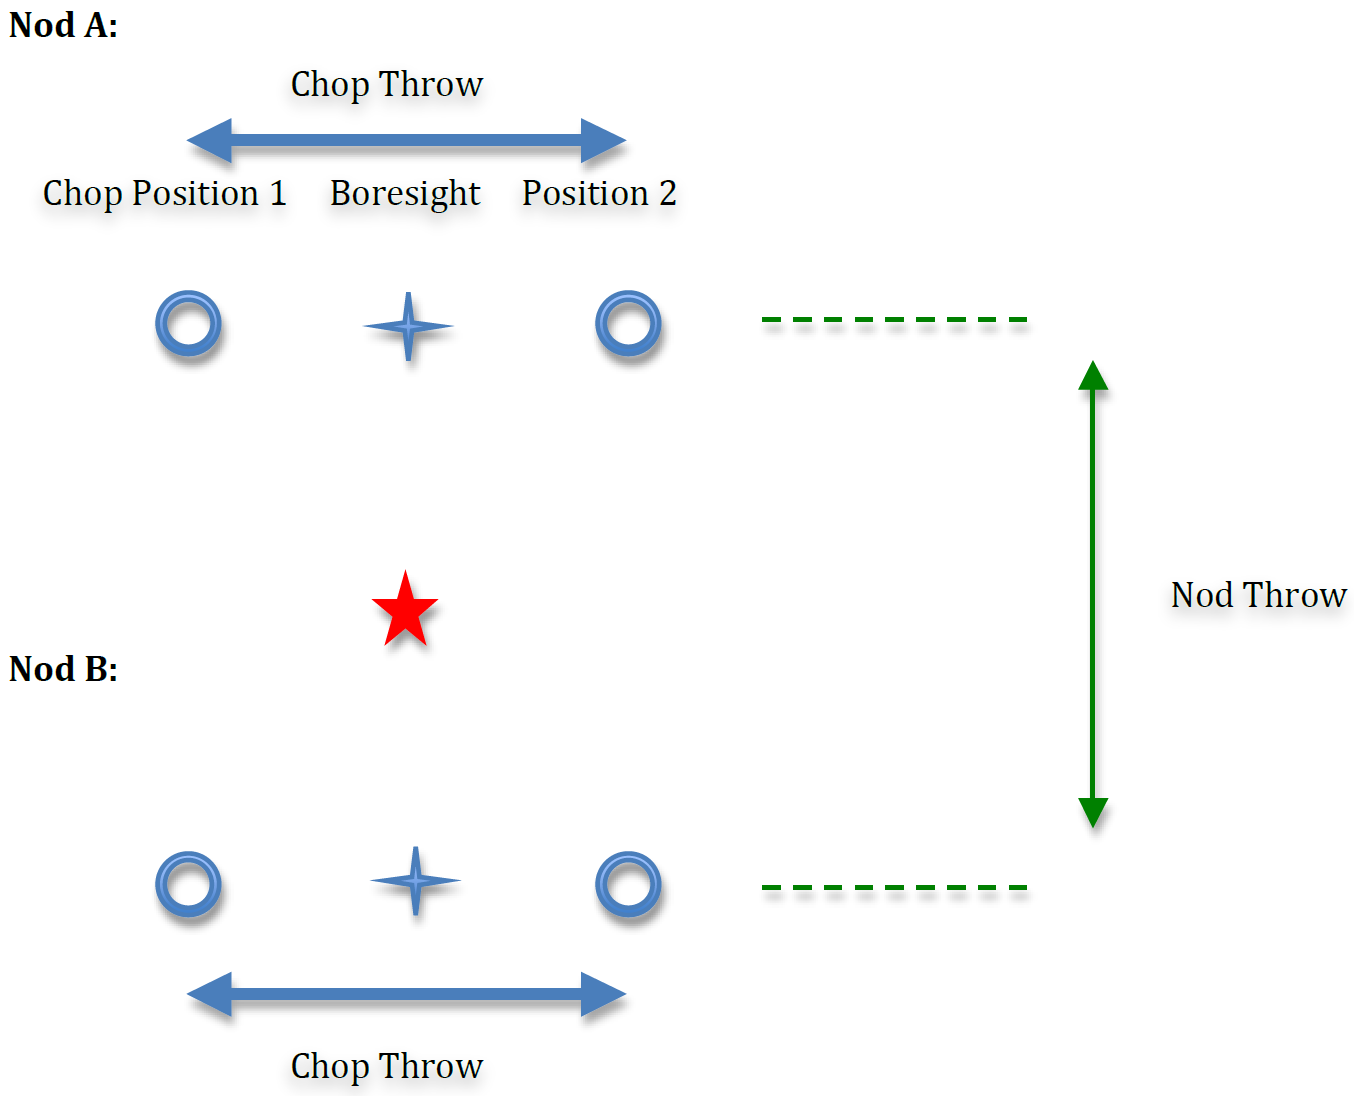 Nod A:
Chop Throw
Chop Position 1 Boresight Position 2
Nod Throw
Nod B:
Chop Throw